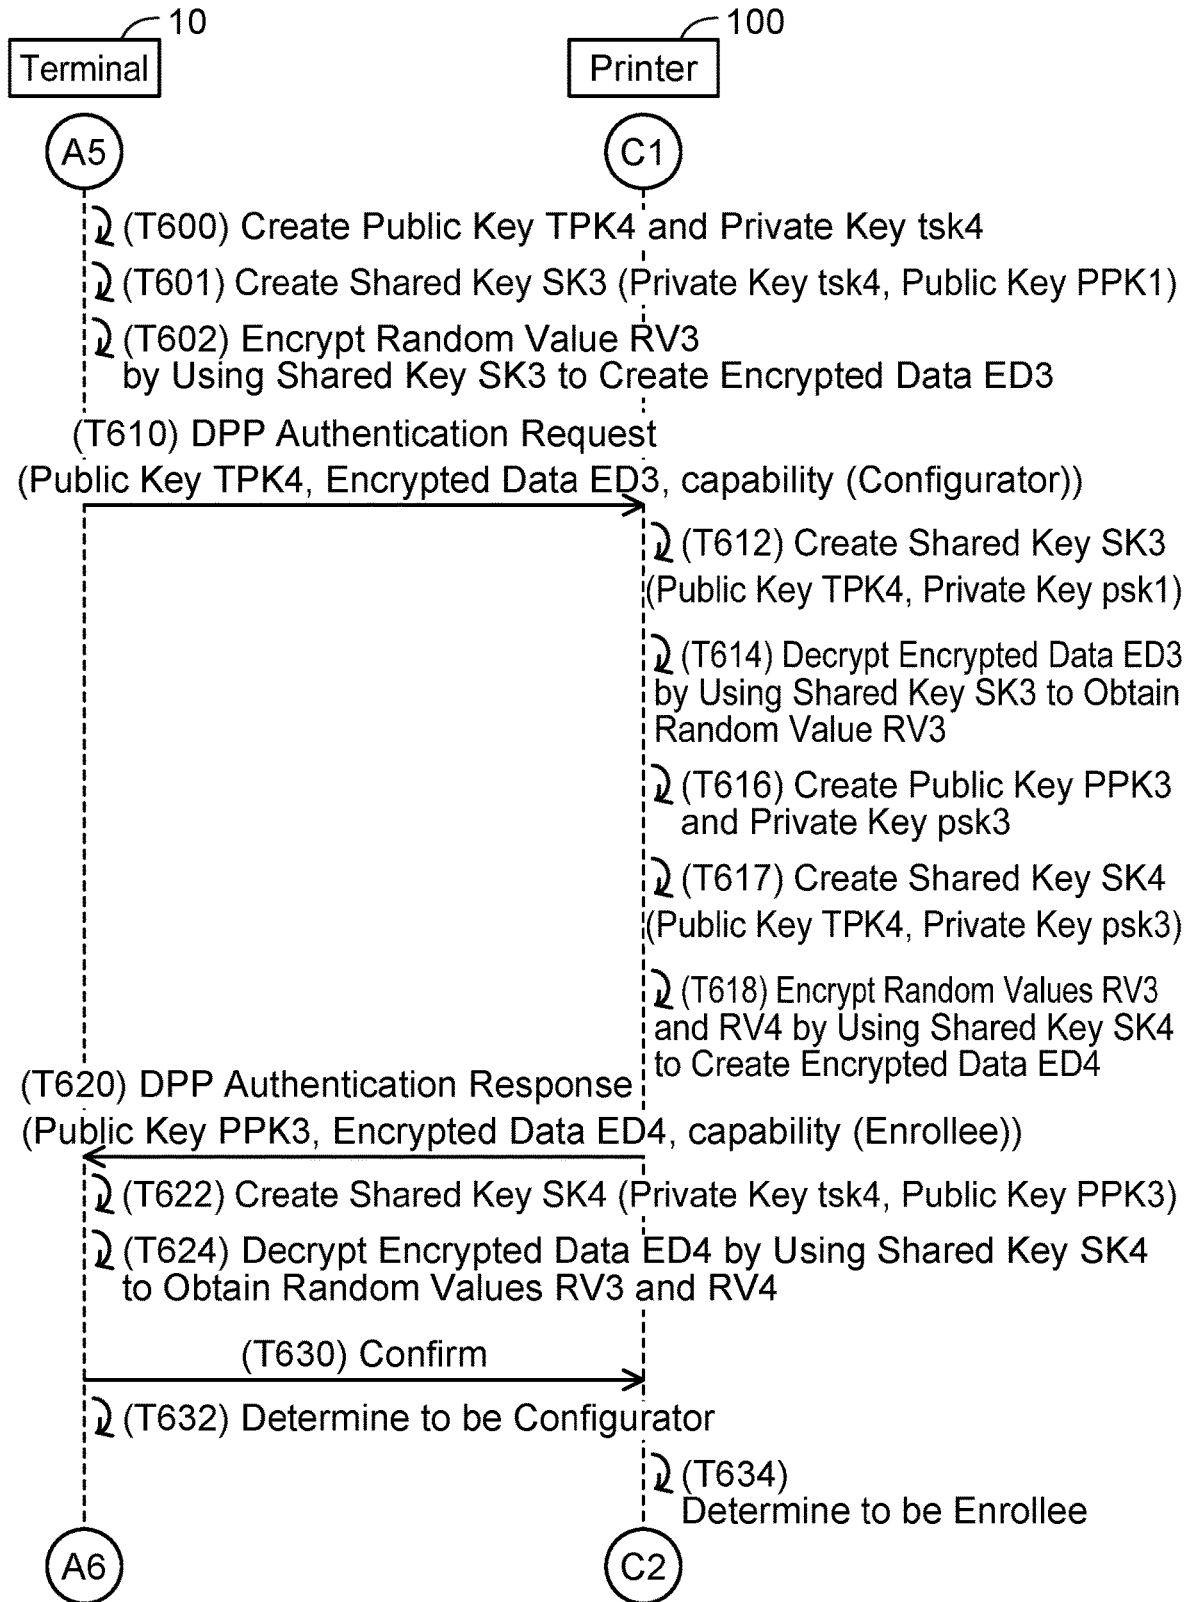 10
100
Terminal
Printer
A5
C1
(T600) Create Public Key TPK4 and Private Key tsk4
(T601) Create Shared Key SK3 (Private Key tsk4, Public Key PPK1)
(T602) Encrypt Random Value RV3
by Using Shared Key SK3 to Create Encrypted Data ED3
(T610) DPP Authentication Request
(Public Key TPK4, Encrypted Data ED3, capability (Configurator))
(T612) Create Shared Key SK3
(Public Key TPK4, Private Key psk1)
(T614) Decrypt Encrypted Data ED3
by Using Shared Key SK3 to Obtain
Random Value RV3
(T616) Create Public Key PPK3
and Private Key psk3
(T617) Create Shared Key SK4
(Public Key TPK4, Private Key psk3)
(T618) Encrypt Random Values RV3
and RV4 by Using Shared Key SK4
to Create Encrypted Data ED4
(T620) DPP Authentication Response
(Public Key PPK3, Encrypted Data ED4, capability (Enrollee))
(T622) Create Shared Key SK4 (Private Key tsk4, Public Key PPK3)
(T624) Decrypt Encrypted Data ED4 by Using Shared Key SK4
to Obtain Random Values RV3 and RV4
(T630) Confirm
(T632) Determine to be Configurator
(T634)
Determine to be Enrollee
A6
C2